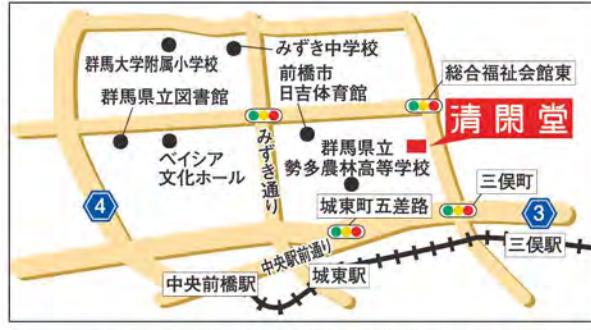 みずき中学校
群馬大学附属小学校
前橋市
日吉体育館
総合福祉会館東
群馬県立図書館
清閑堂
みずき通り
ベイシア
文化ホール
群馬県立
勢多農林高等学校
4
城東町五差路
三俣町
3
中央駅前通り
三俣駅
中央前橋駅
城東駅